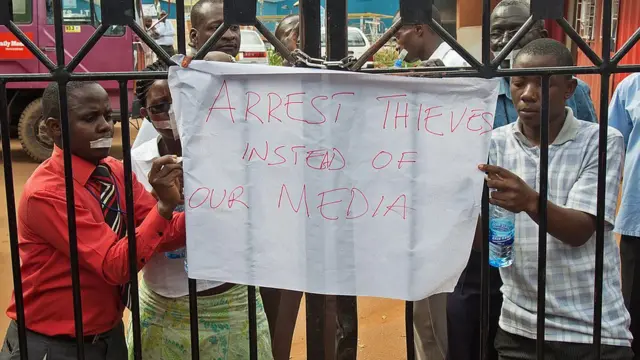 ARREST THIEVES
INSTEAD OF
OUR MEDIA